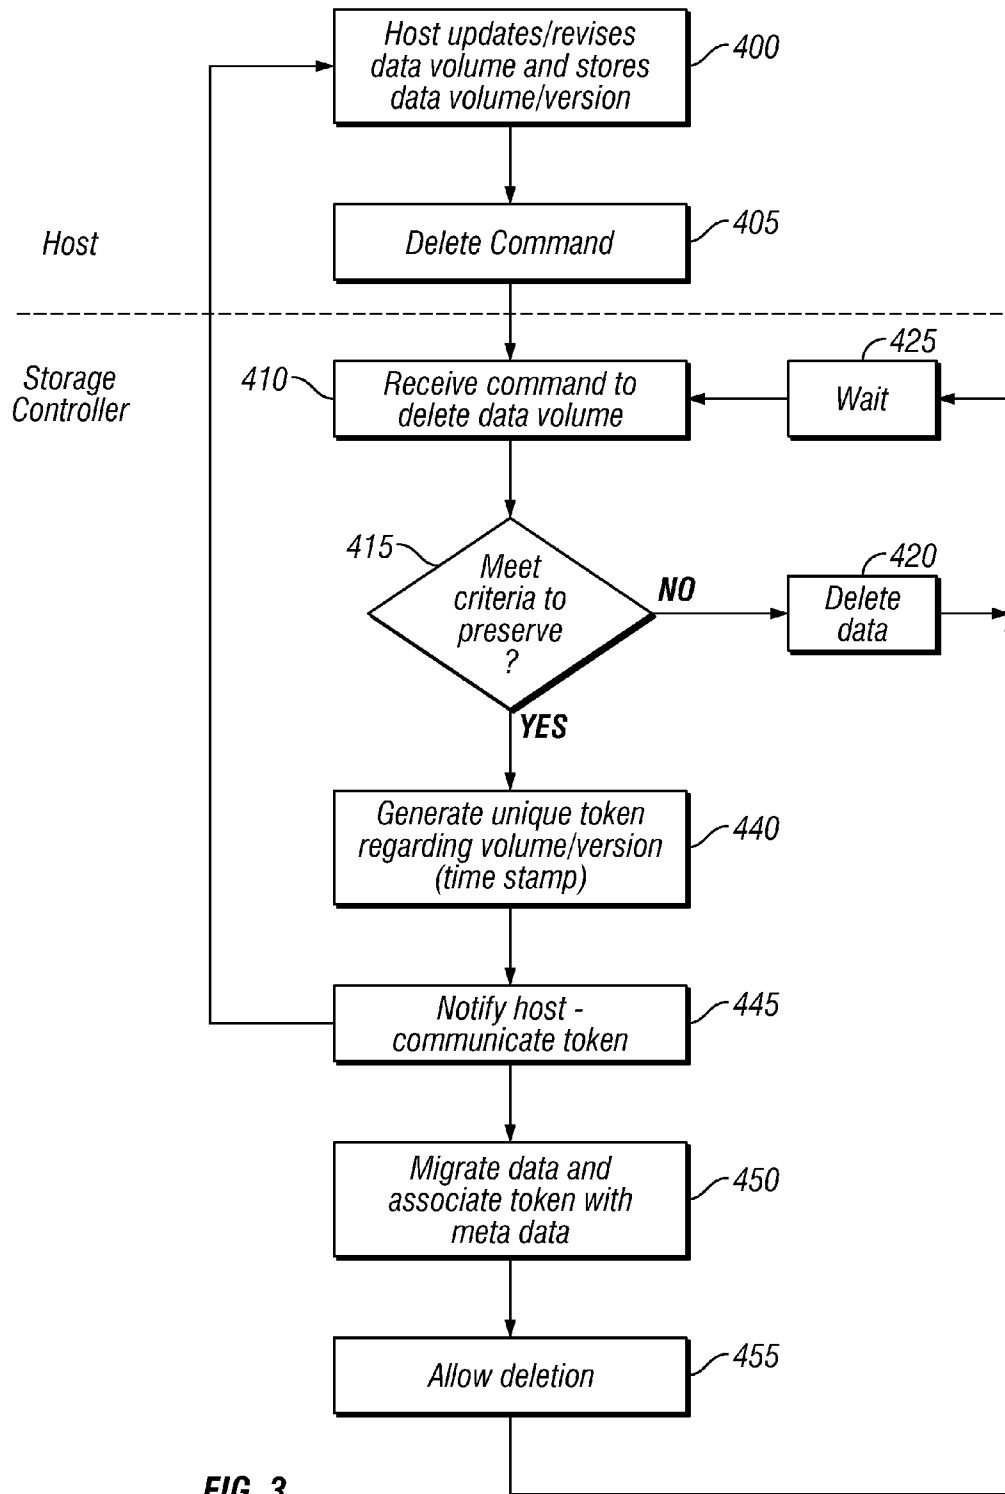 Host updates/revises
data volume and stores
data volume/version
400
Delete Command
405
Host
Storage
Controller
410
Receive command to
delete data volume
425
Wait
415
Meet
criteria to
preserve
?
NO
420
Delete
data
YES
Generate unique token
regarding volume/version
(time stamp)
440
Notify host -
communicate token
445
Migrate data and
associate token with
meta data
450
Allow deletion
455
FIG. 3